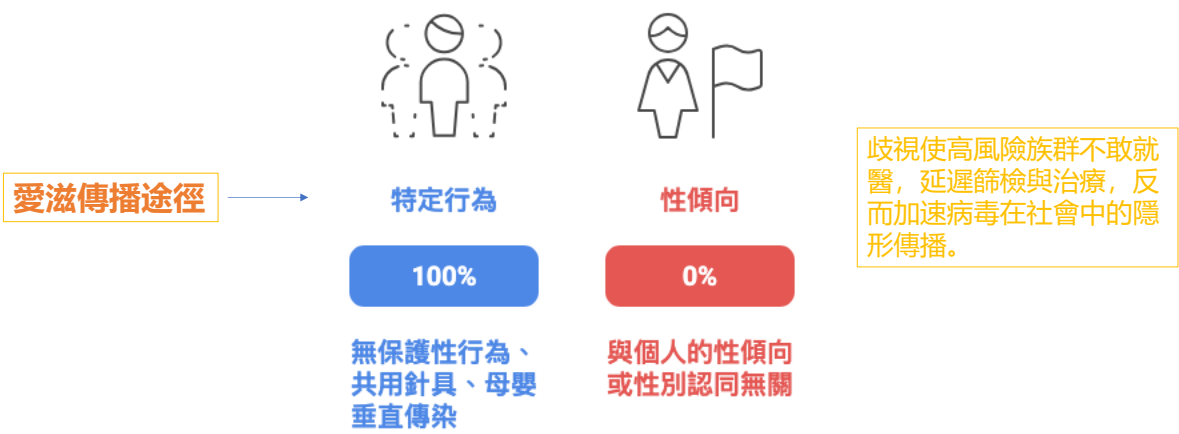 愛滋傳播途徑
特定行為
100%
無保護性行為、
共用針具、母嬰
垂直傳染
性傾向
0%
與個人的性傾向
或性別認同無關
歧視使高風險族群不敢就
醫，延遲篩檢與治療，反
而加速病毒在社會中的隱
形傳播。